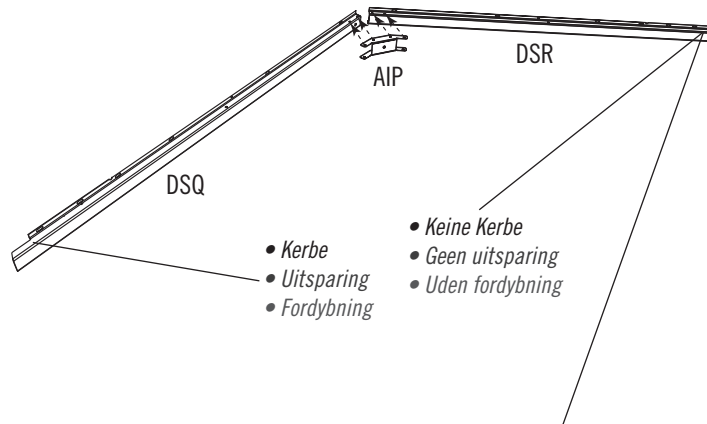 AIP
DSR
DSQ
• Kerbe
• Uitsparing
• Fordybning
• Keine Kerbe
• Geen uitsparing
• Uden fordybning